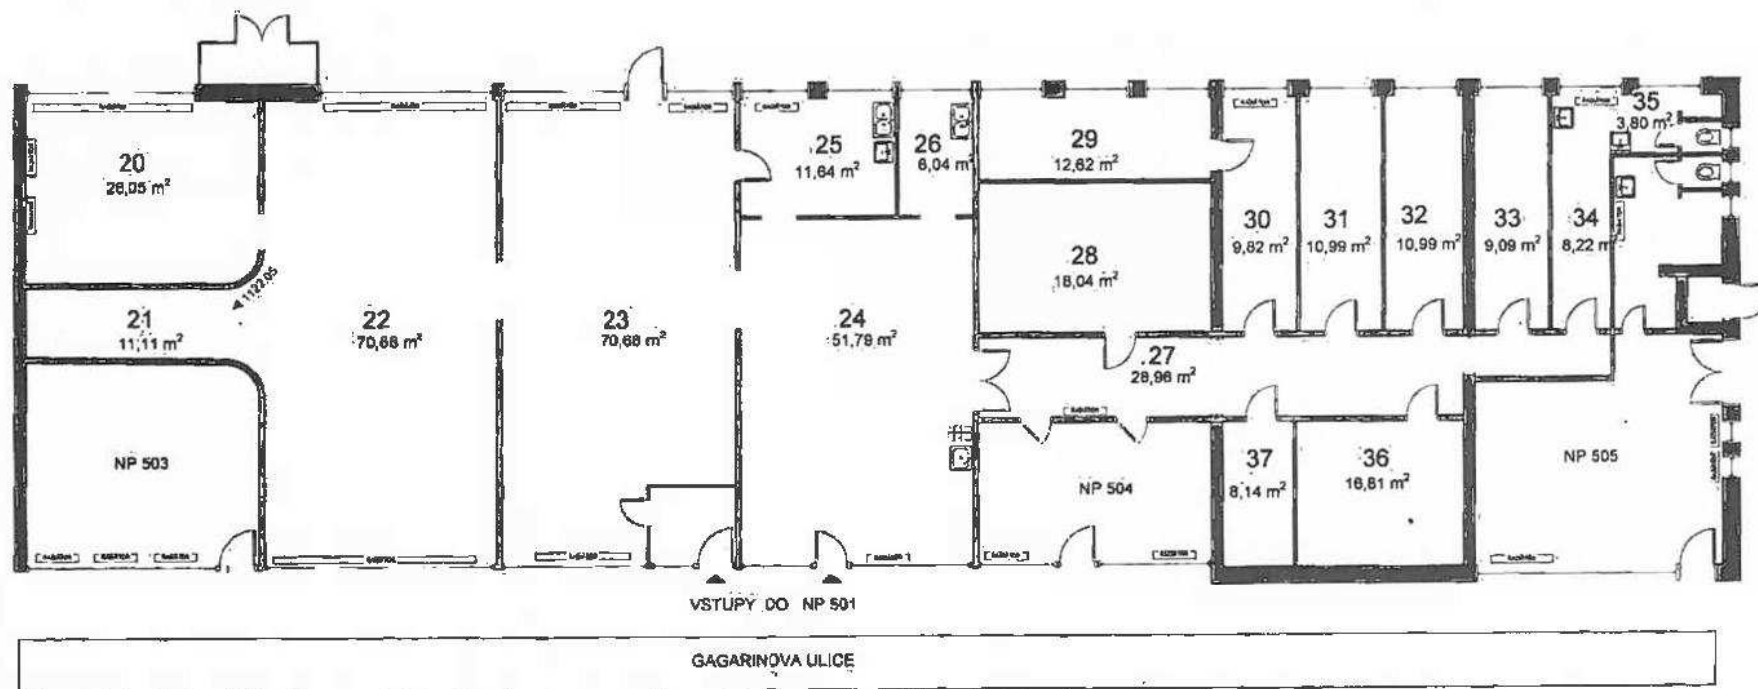 35
3,80 m²
20
26,05 m²
25
11,64 m²
26
6,04 m²
29
12,62 m²
30
9,82 m²
31
10,99 m²
32
10,99 m²
33
9,09 m²
34
8,22 m²
28
18,04 m²
1122.05
21
11,11 m²
22
70,68 m²
23
70,68 m²
24
51,79 m²
27
28,96 m²
NP 503
NP 504
37
8,14 m²
36
16,81 m²
NP 505
VSTUPY DO NP 501
GAGARINOVA ULICE